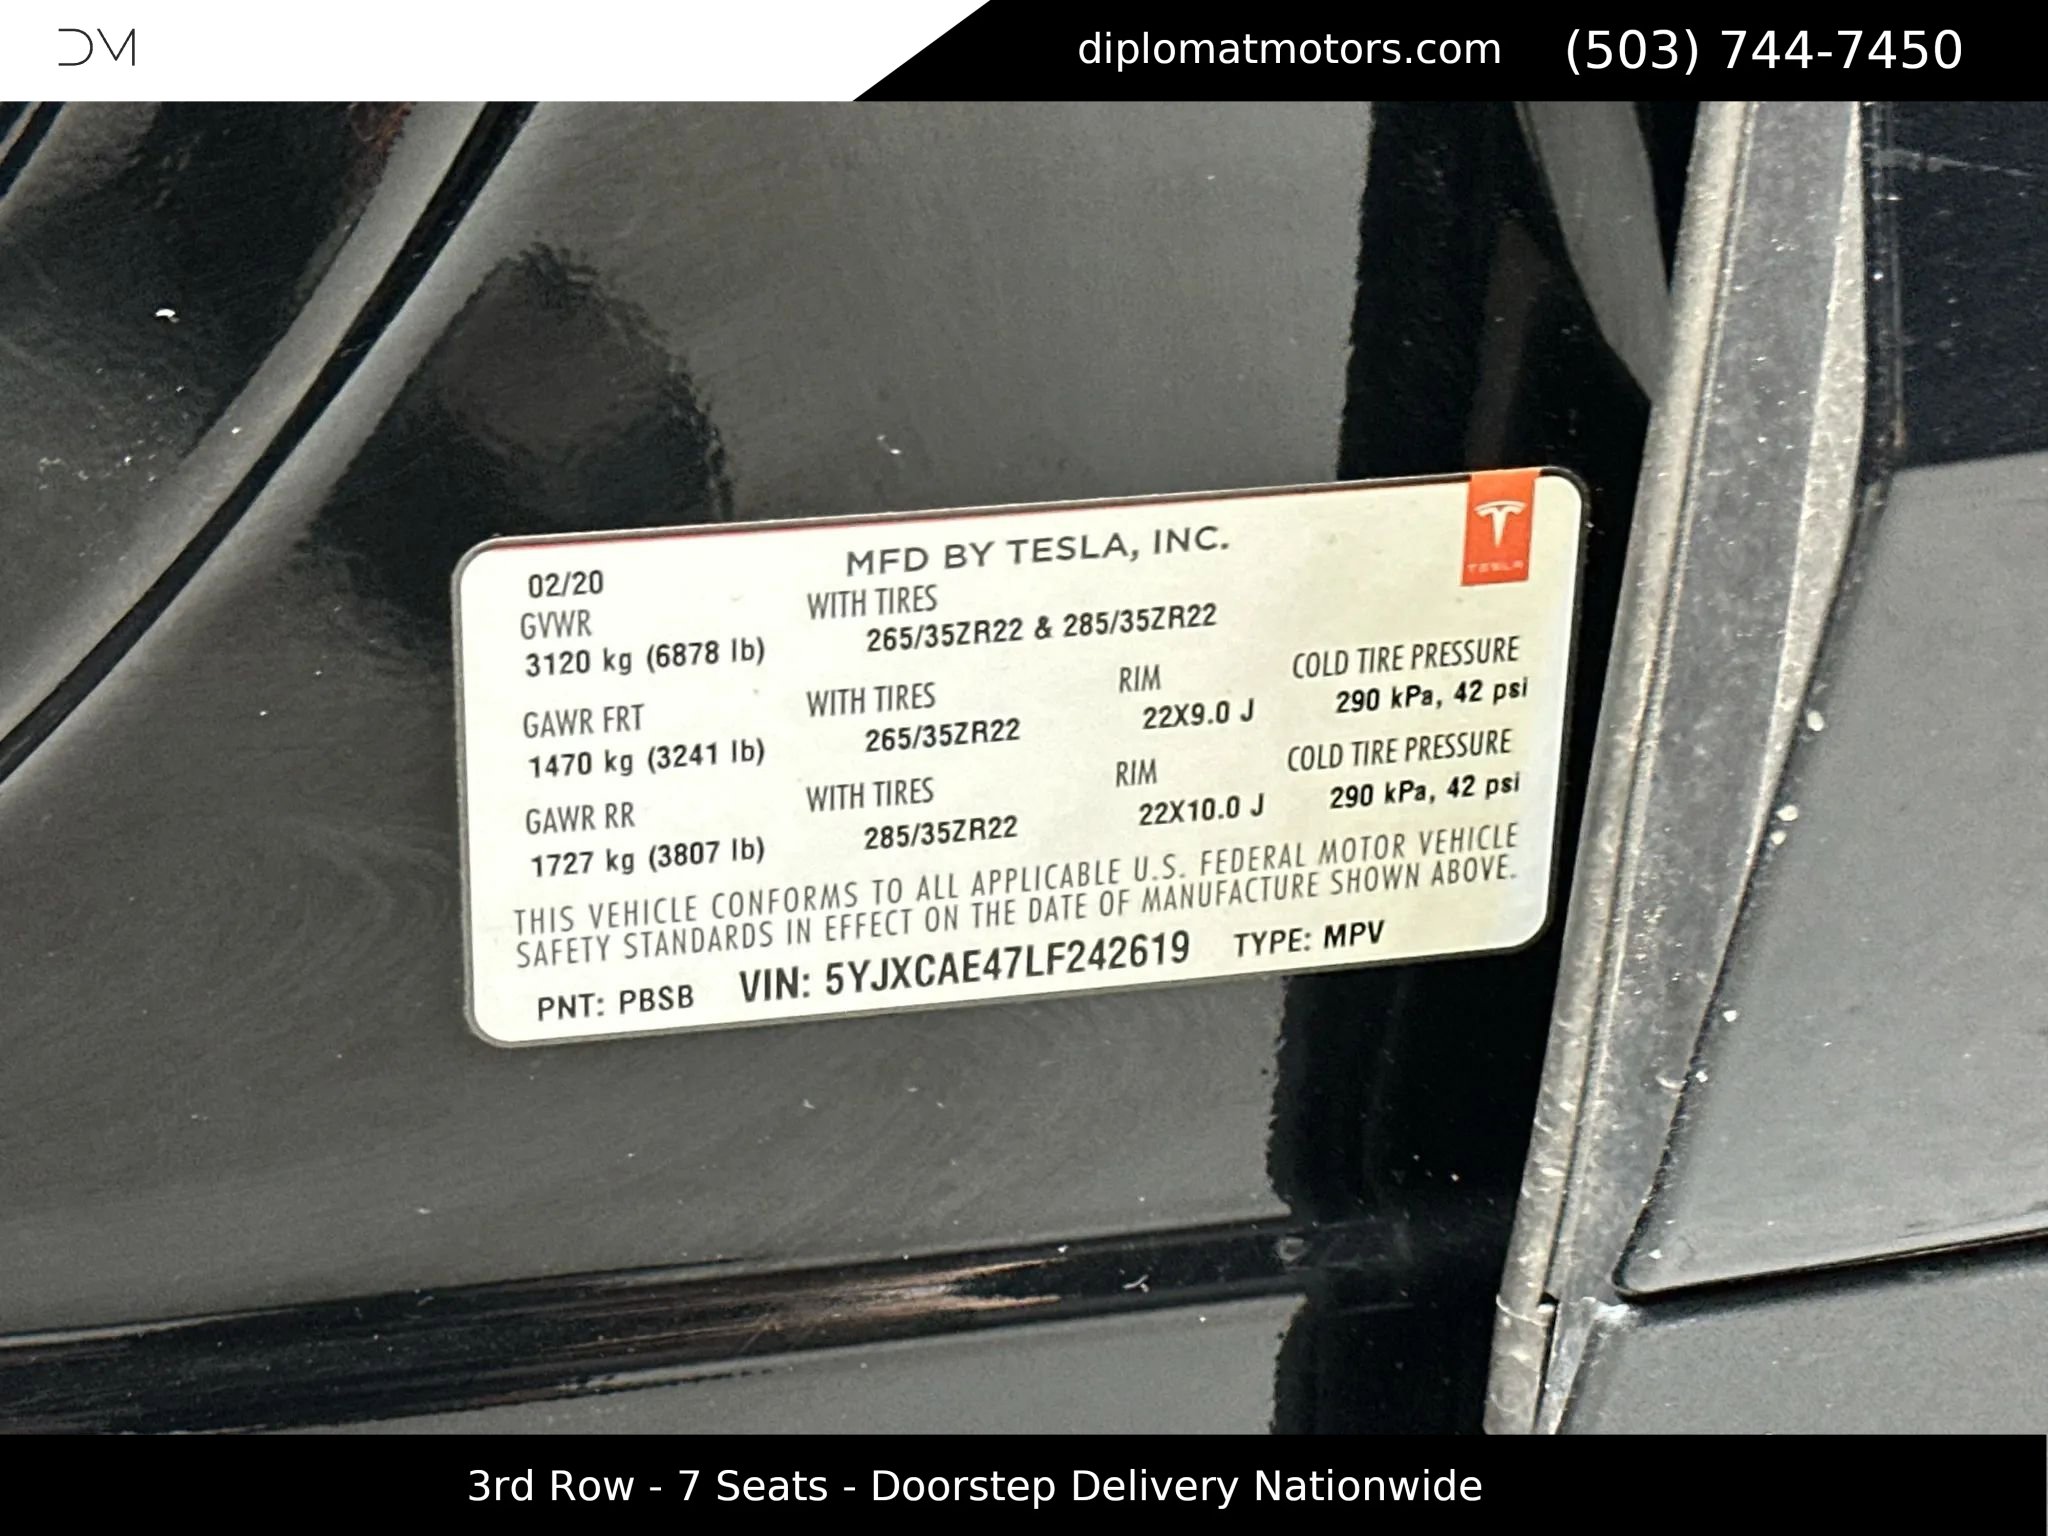 DM
diplomatmotors.com (503) 744-7450
MFD BY TESLA, INC.
TESLA
02/20
GVWR WITH TIRES
3120 kg (6878 lb) 265/35ZR22 & 285/35ZR22
GAWR FRT WITH TIRES RIM COLD TIRE PRESSURE
1470 kg (3241 lb) 265/35ZR22 22X9.0 J 290 kPa, 42 psi
GAWR RR WITH TIRES RIM COLD TIRE PRESSURE
1727 kg (3807 lb) 285/35ZR22 22X10.0 J 290 kPa, 42 psi
THIS VEHICLE CONFORMS TO ALL APPLICABLE U.S. FEDERAL MOTOR VEHICLE
SAFETY STANDARDS IN EFFECT ON THE DATE OF MANUFACTURE SHOWN ABOVE.
PNT: PBSB VIN: 5YJXCAE47LF242619 TYPE: MPV
3rd Row - 7 Seats - Doorstep Delivery Nationwide